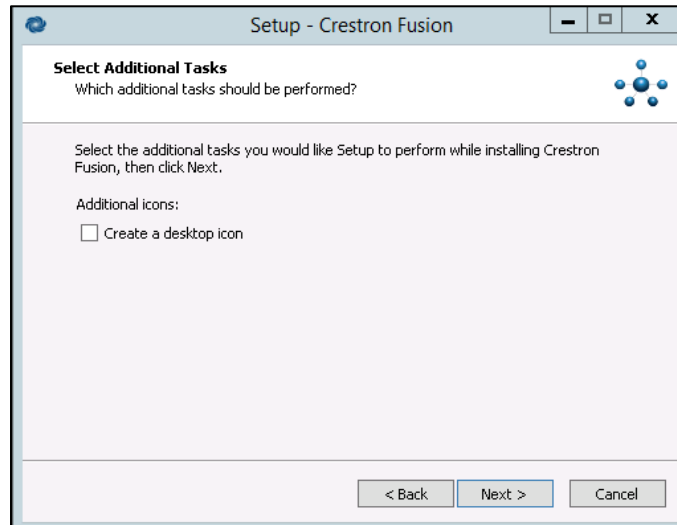 Setup - Crestron Fusion
Select Additional Tasks
Which additional tasks should be performed?
Select the additional tasks you would like Setup to perform while installing Crestron
Fusion, then click Next.
Additional icons:
Create a desktop icon
< Back
Next >
Cancel